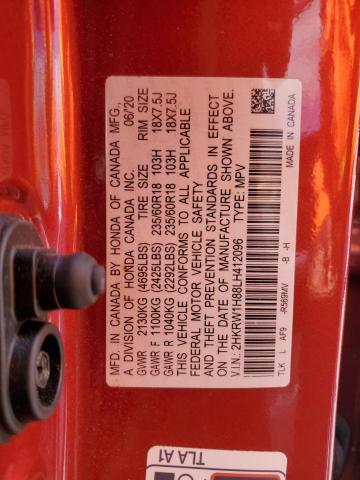 MFD. IN CANADA BY HONDA OF CANADA MFG.,
A DIVISION OF HONDA CANADA INC. 06/20
GVWR 2130KG (4695LBS) TIRE SIZE RIM SIZE
GAWR F 1100KG (2425LBS) 235/60R18 103H 18X7.5J
GAWR R 1040KG (2292LBS) 235/60R18 103H 18X7.5J
THIS VEHICLE CONFORMS TO ALL APPLICABLE
FEDERAL MOTOR VEHICLE SAFETY
AND THEFT PREVENTION STANDARDS IN EFFECT
ON THE DATE OF MANUFACTURE SHOWN ABOVE.
V.I.N: 2HKRW1H88LH412096 TYPE: MPV
TLK L AF9 -R569MV -B -H
MADE IN CANADA
TLA A1